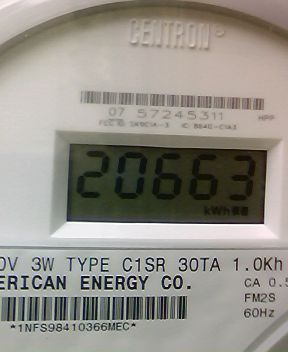 CENTRON®
07 57245311
HPP
20663
kWh
0V 3W TYPE C1SR 30TA 1.0Kh
ERICAN ENERGY CO.
CA 0.5
FM2S
60Hz
*1NFS98410366MEC*